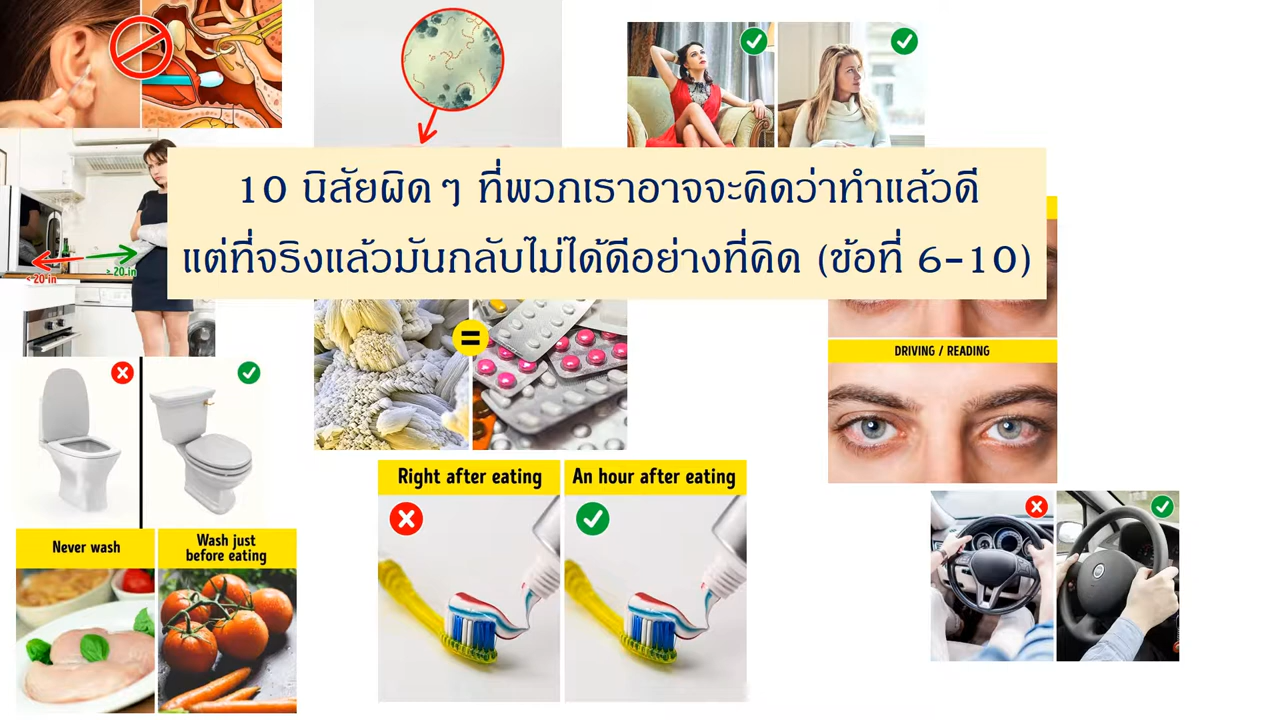 10 นิสัยผิดๆ ที่พวกเราอาจจะคิดว่าทำแล้วดี
แต่ที่จริงแล้วมันกลับไม่ได้ดีอย่างที่คิด (ข้อที่ 6-10)
< 20 in
> 20 in
=
DRIVING / READING
Right after eating
An hour after eating
Never wash
Wash just
before eating